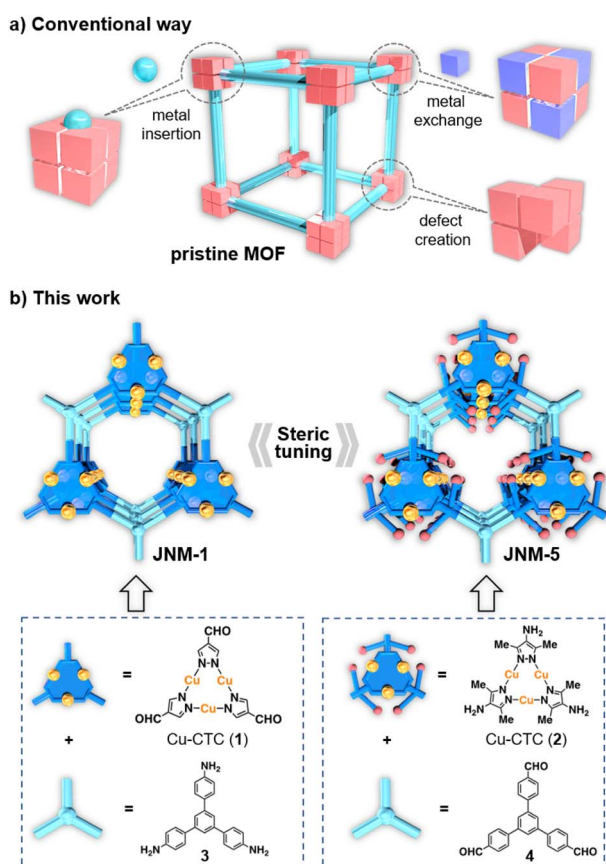 a) Conventional way
metal
insertion
metal
exchange
defect
creation
pristine MOF
b) This work
Steric
tuning
JNM-1
JNM-5
CHO
N N
Cu
Cu
N
N
N
N
OHC
Cu
CHO
=
Cu-CTC (1)
+
NH₂
=
H₂N
NH₂
3
NH₂
Me
Me
N N
Cu
Cu
Me
N
N
Me
N
N
Cu
NH₂
Me
Me
NH₂
=
Cu-CTC (2)
+
CHO
=
OHC
CHO
4